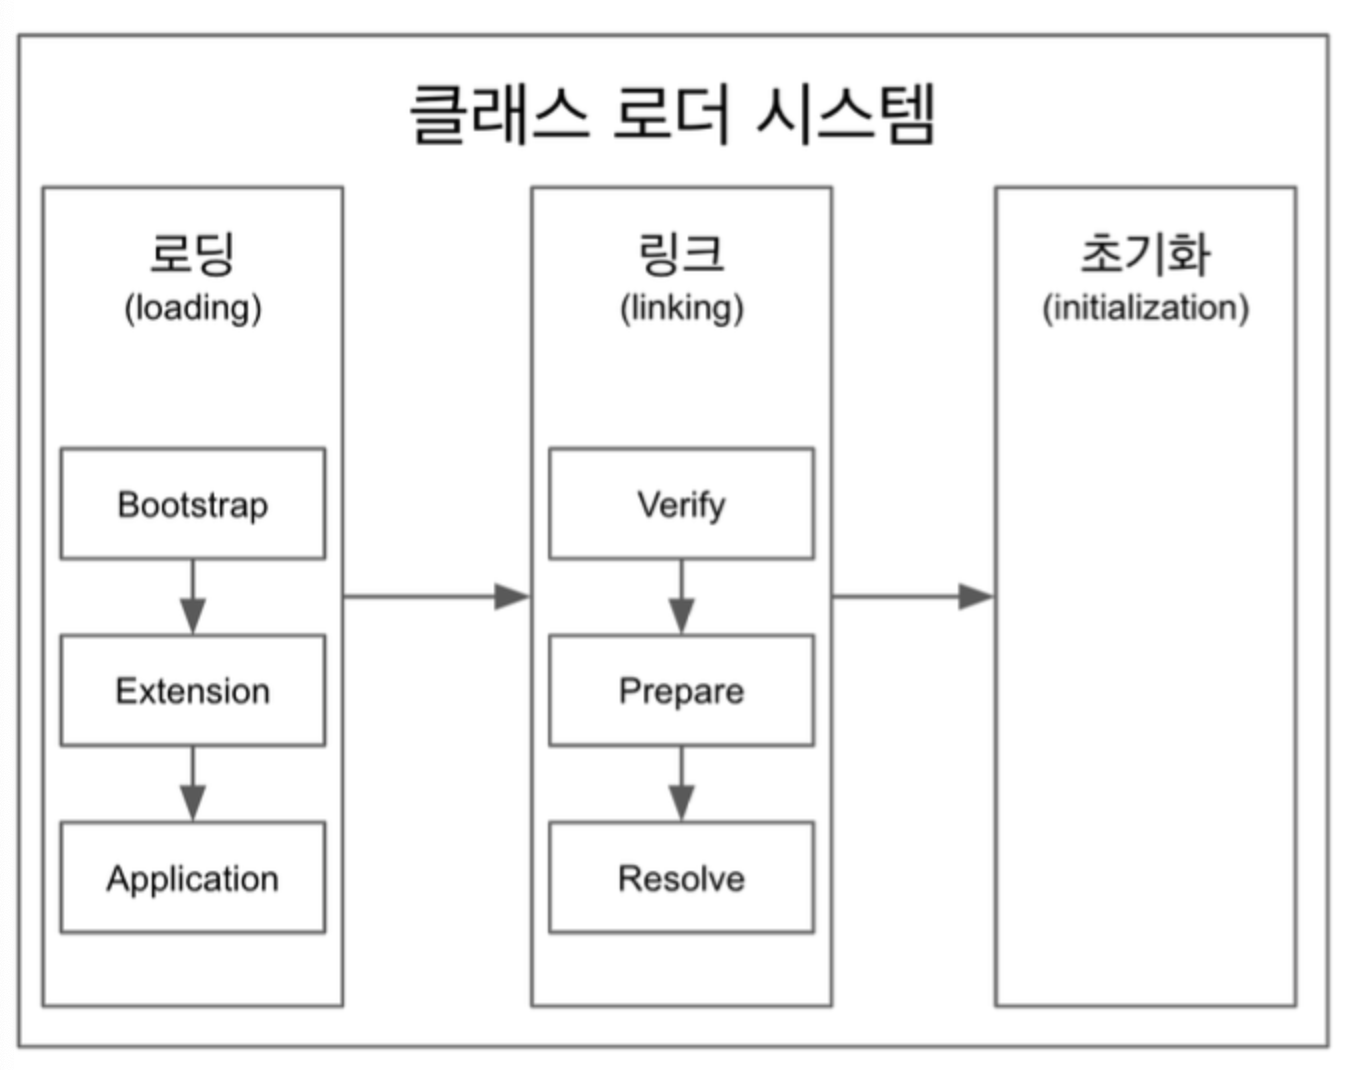 클래스 로더 시스템
로딩
(loading)
Bootstrap
Extension
Application
링크
(linking)
Verify
Prepare
Resolve
초기화
(initialization)